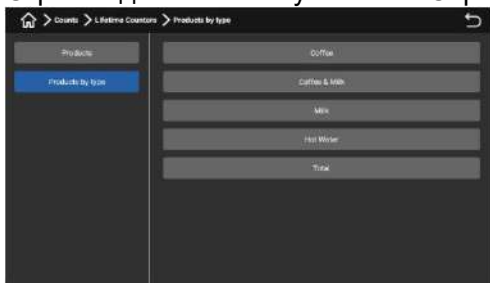 Counts > Lifetime Counters > Products by type
Products
Products by type
Coffee
Coffee & Milk
Milk
Hot Water
Total